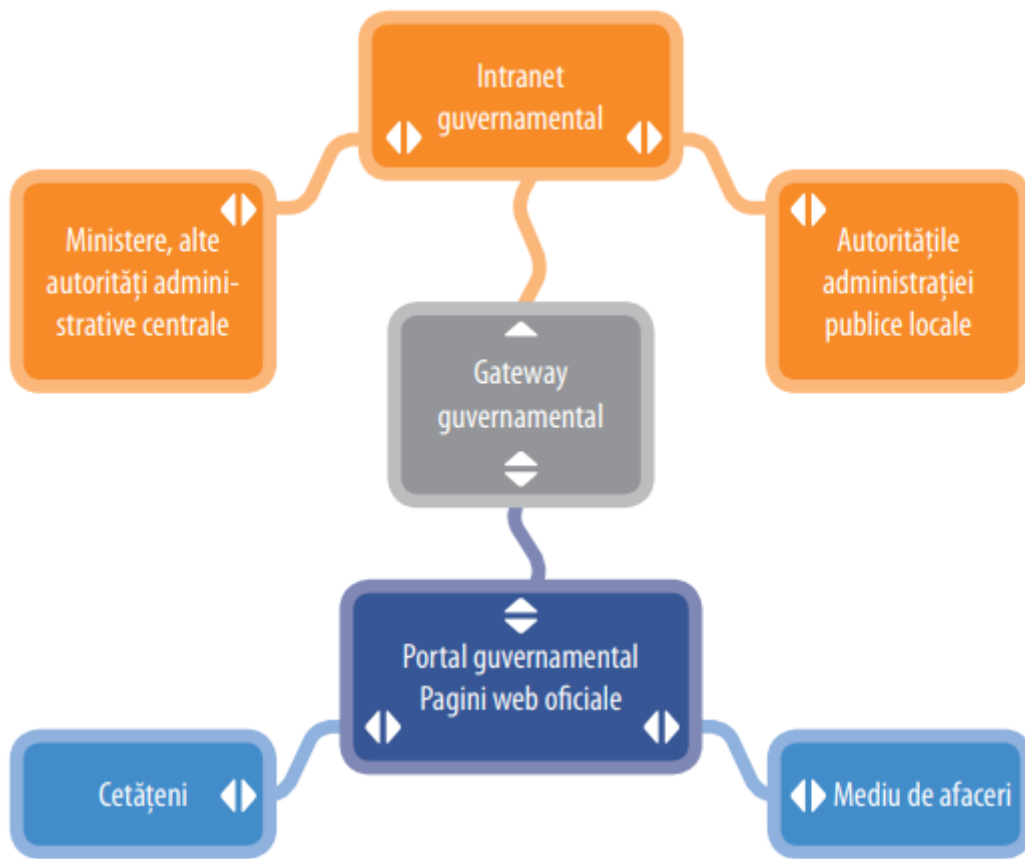 Intranet
guvernamental
Ministere, alte
autorități admini-
strative centrale
Autoritățile
administrației
publice locale
Gateway
guvernamental
Portal guvernamental
Pagini web oficiale
Cetățeni
Mediu de afaceri